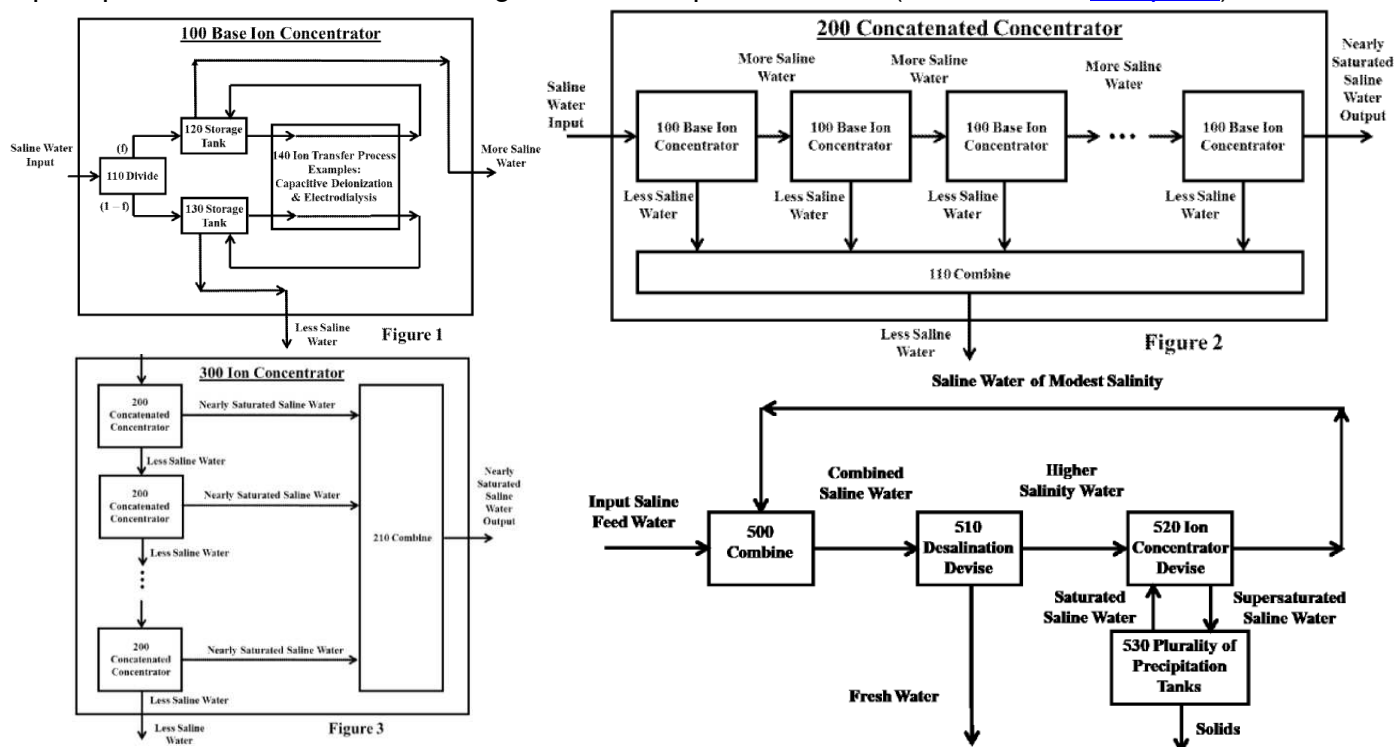 100 Base Ion Concentrator
(f)
120 Storage
Tank
Saline Water
Input
110 Divide
(1 – f)
130 Storage
Tank
140 Ion Transfer Process
Examples:
Capacitive Deionization
& Electrodialysis
More Saline
Water
Less Saline
Water
Figure 1
200 Concatenated Concentrator
Saline
Water
Input
More Saline
Water
More Saline
Water
More Saline
Water
Nearly
Saturated
Saline
Water
Output
100 Base Ion
Concentrator
100 Base Ion
Concentrator
100 Base Ion
Concentrator
100 Base Ion
Concentrator
Less Saline
Water
Less Saline
Water
Less Saline
Water
Less Saline
Water
110 Combine
Less Saline
Water
Figure 2
300 Ion Concentrator
200
Concatenated
Concentrator
Nearly Saturated Saline Water
Less Saline Water
200
Concatenated
Concentrator
Nearly Saturated Saline Water
Less Saline Water
200
Concatenated
Concentrator
Nearly Saturated Saline Water
Less Saline Water
210 Combine
Nearly
Saturated
Saline
Water
Output
Less Saline
Water
Figure 3
Saline Water of Modest Salinity
Input Saline
Feed Water
500
Combine
Combined
Saline Water
510
Desalination
Devise
Higher
Salinity Water
520 Ion
Concentrator
Devise
Saturated
Saline Water
Supersaturated
Saline Water
530 Plurality of
Precipitation
Tanks
Fresh Water
Solids